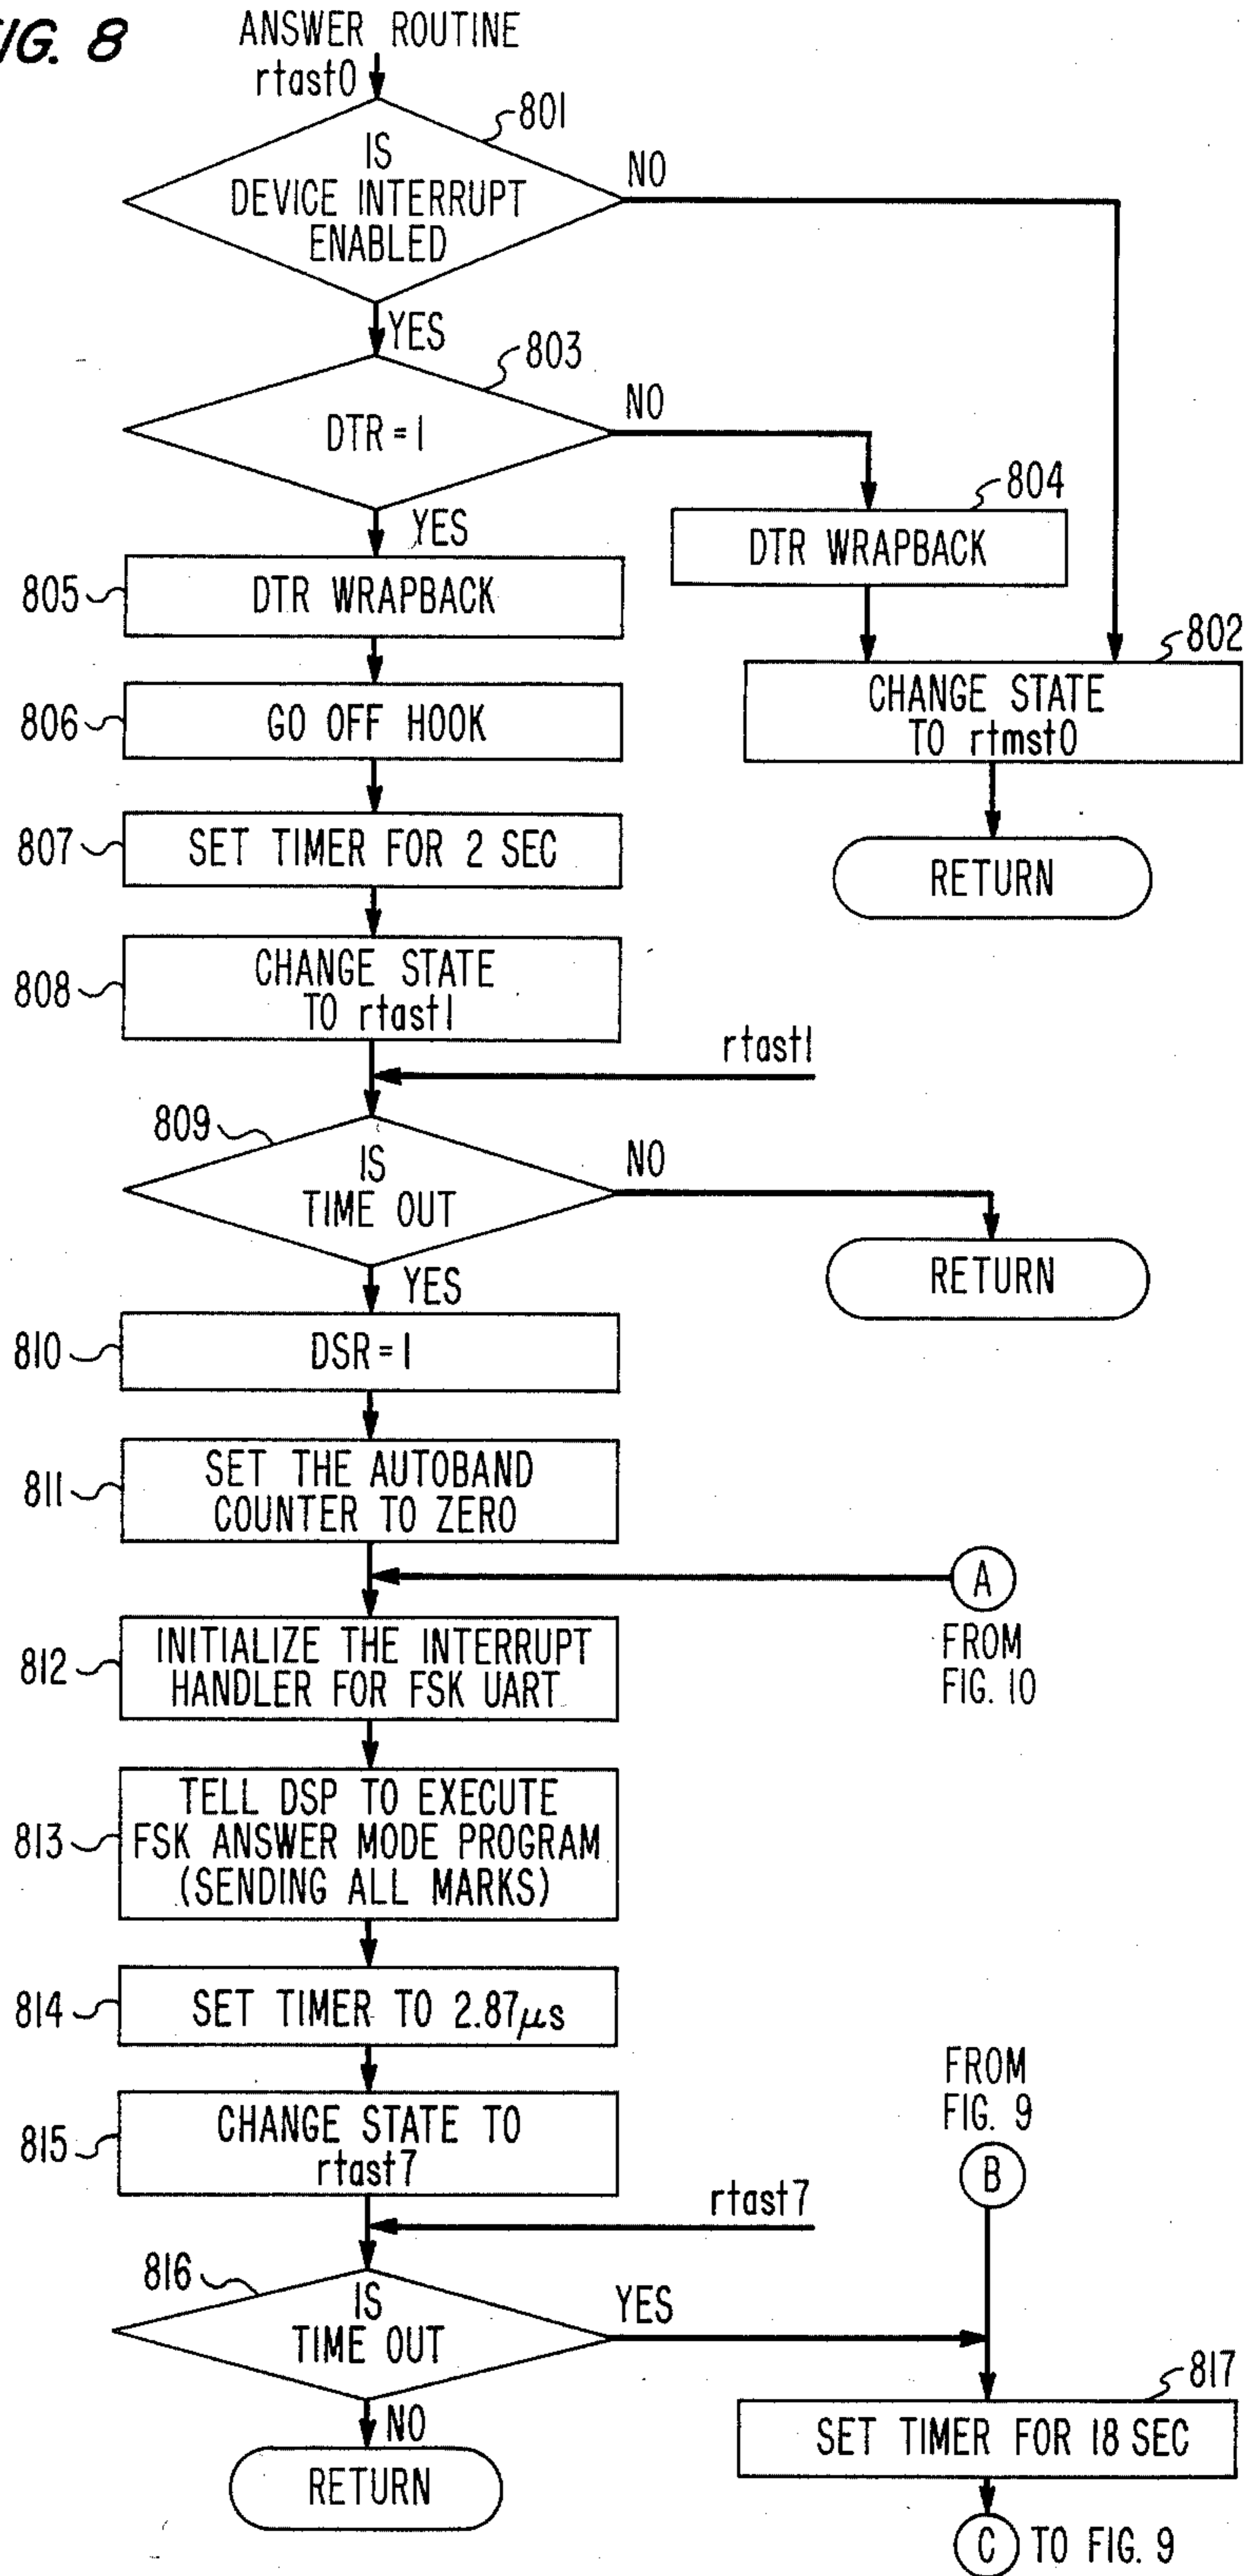 FIG. 8
ANSWER ROUTINE
rtast0
801
IS
DEVICE INTERRUPT
ENABLED
NO
YES
803
DTR = 1
NO
YES
804
DTR WRAPBACK
805
DTR WRAPBACK
802
CHANGE STATE
TO rtmst0
RETURN
806
GO OFF HOOK
807
SET TIMER FOR 2 SEC
808
CHANGE STATE
TO rtast1
rtast1
809
IS
TIME OUT
NO
RETURN
YES
810
DSR = 1
811
SET THE AUTOBAND
COUNTER TO ZERO
A
FROM
FIG. 10
812
INITIALIZE THE INTERRUPT
HANDLER FOR FSK UART
813
TELL DSP TO EXECUTE
FSK ANSWER MODE PROGRAM
(SENDING ALL MARKS)
814
SET TIMER TO 2.87μs
815
CHANGE STATE TO
rtast7
rtast7
FROM
FIG. 9
B
816
IS
TIME OUT
YES
NO
RETURN
817
SET TIMER FOR 18 SEC
C TO FIG. 9